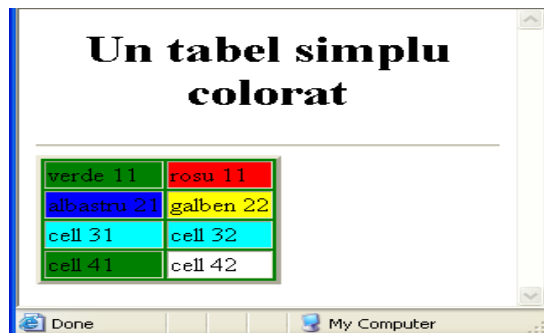 Un tabel simplu
colorat
verde 11 rosu 11
albastru 21 galben 22
cell 31 cell 32
cell 41 cell 42
Done My Computer